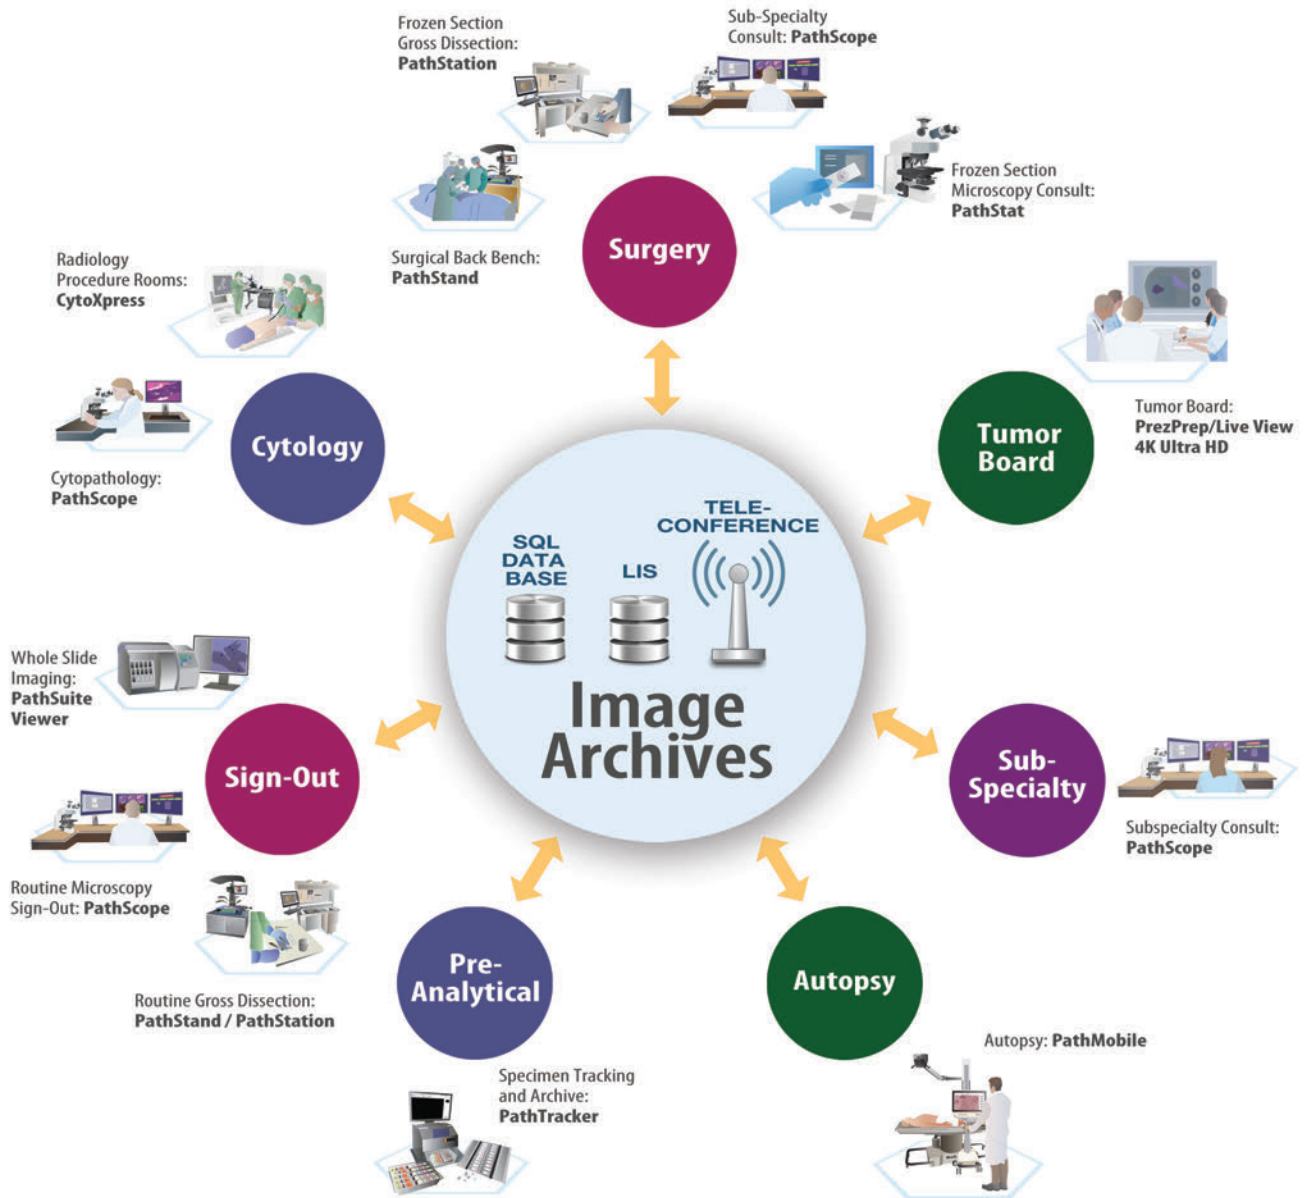 Frozen Section
Gross Dissection:
PathStation
Sub-Specialty
Consult: PathScope
Frozen Section
Microscopy Consult:
PathStat
Surgical Back Bench:
PathStand
Surgery
Radiology
Procedure Rooms:
CytoXpress
Cytopathology:
PathScope
Cytology
Tumor
Board
Tumor Board:
PrezPrep/Live View
4K Ultra HD
SQL
DATA
BASE
LIS
TELE-
CONFERENCE
Image
Archives
Whole Slide
Imaging:
PathSuite
Viewer
Sign-Out
Routine Microscopy
Sign-Out: PathScope
Routine Gross Dissection:
PathStand / PathStation
Sub-
Specialty
Subspecialty Consult:
PathScope
Pre-
Analytical
Specimen Tracking
and Archive:
PathTracker
Autopsy
Autopsy: PathMobile